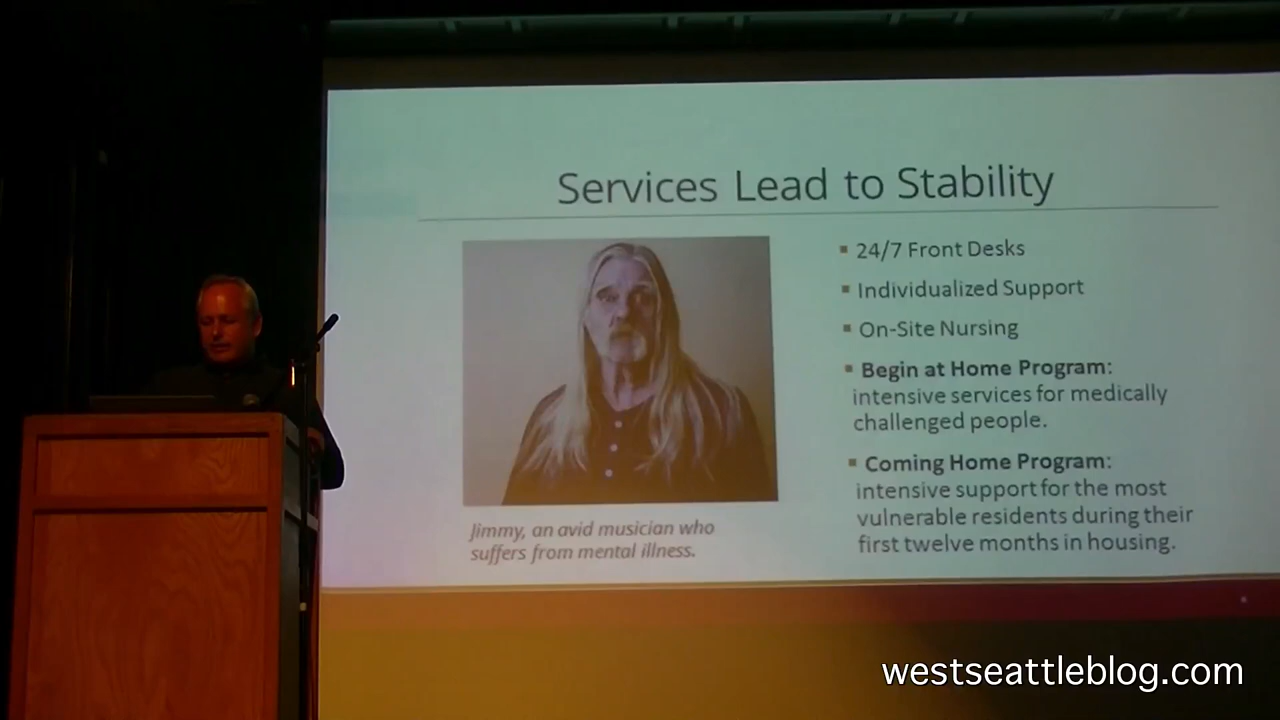 Services Lead to Stability
▪ 24/7 Front Desks
▪ Individualized Support
▪ On-Site Nursing
▪ Begin at Home Program:
intensive services for medically
challenged people.
▪ Coming Home Program:
intensive support for the most
vulnerable residents during their
first twelve months in housing.
Jimmy, an avid musician who
suffers from mental illness.
westseattleblog.com